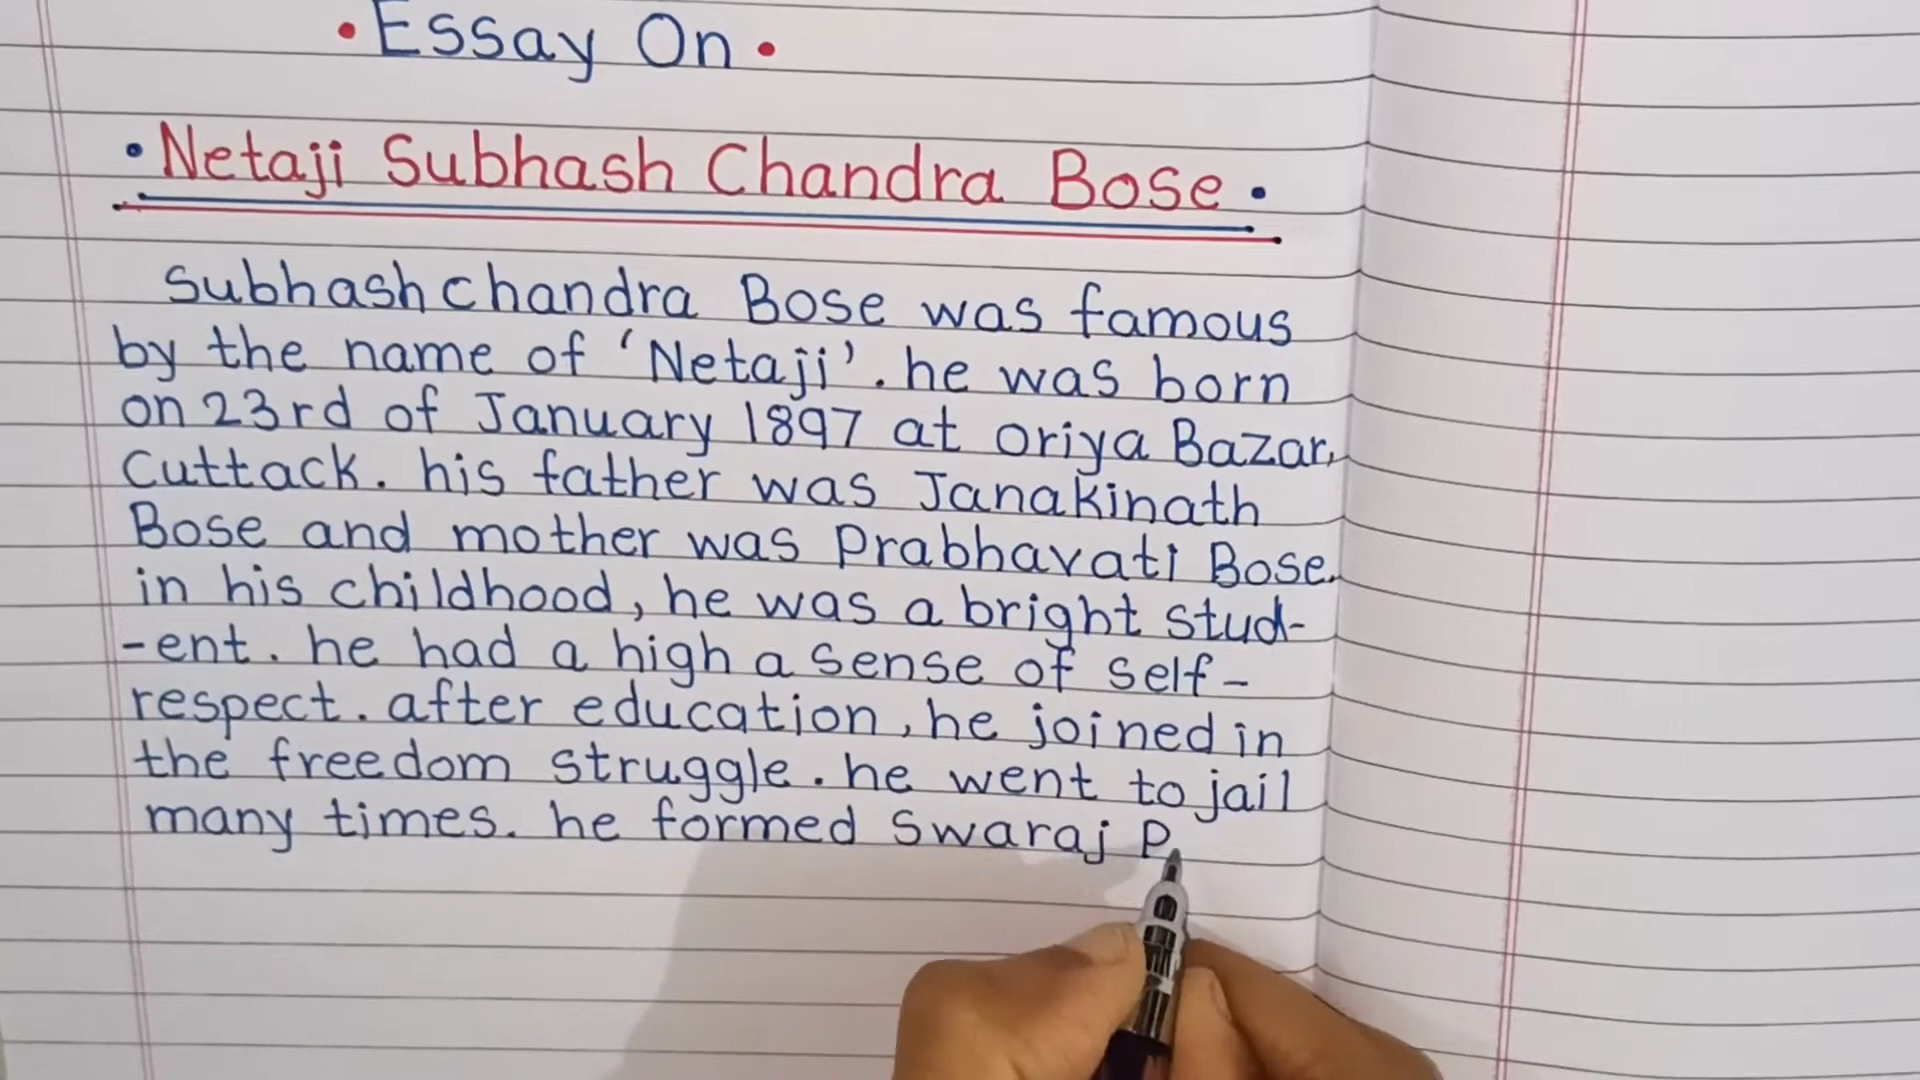 • Essay On •
• Netaji Subhash Chandra Bose •
Subhash chandra Bose was famous
by the name of ‘Netaji’. he was born
on 23rd of January 1897 at oriya Bazar,
Cuttack. his father was Janakinath
Bose and mother was Prabhavati Bose.
in his childhood, he was a bright stud-
-ent. he had a high a sense of self-
respect. after education, he joined in
the freedom struggle. he went to jail
many times. he formed Swaraj P